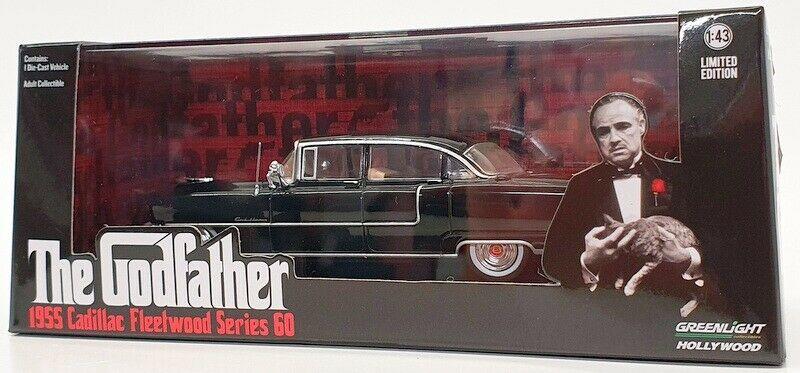 Contains:
1 Die-Cast Vehicle
Adult Collectible
1:43
LIMITED
EDITION
The Godfather
1955 Cadillac Fleetwood Series 60
GREENLIGHT
HOLLYWOOD